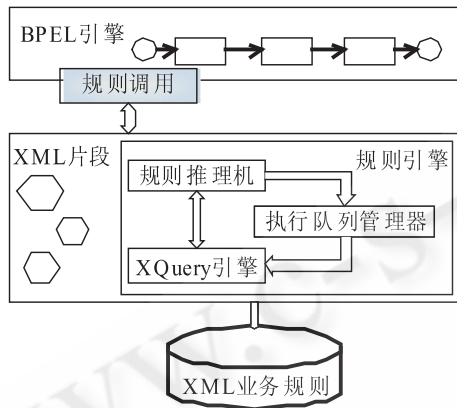 BPEL引擎
规则调用
XML片段
规则引擎
规则推理机
执行队列管理器
XQuery引擎
XML业务规则